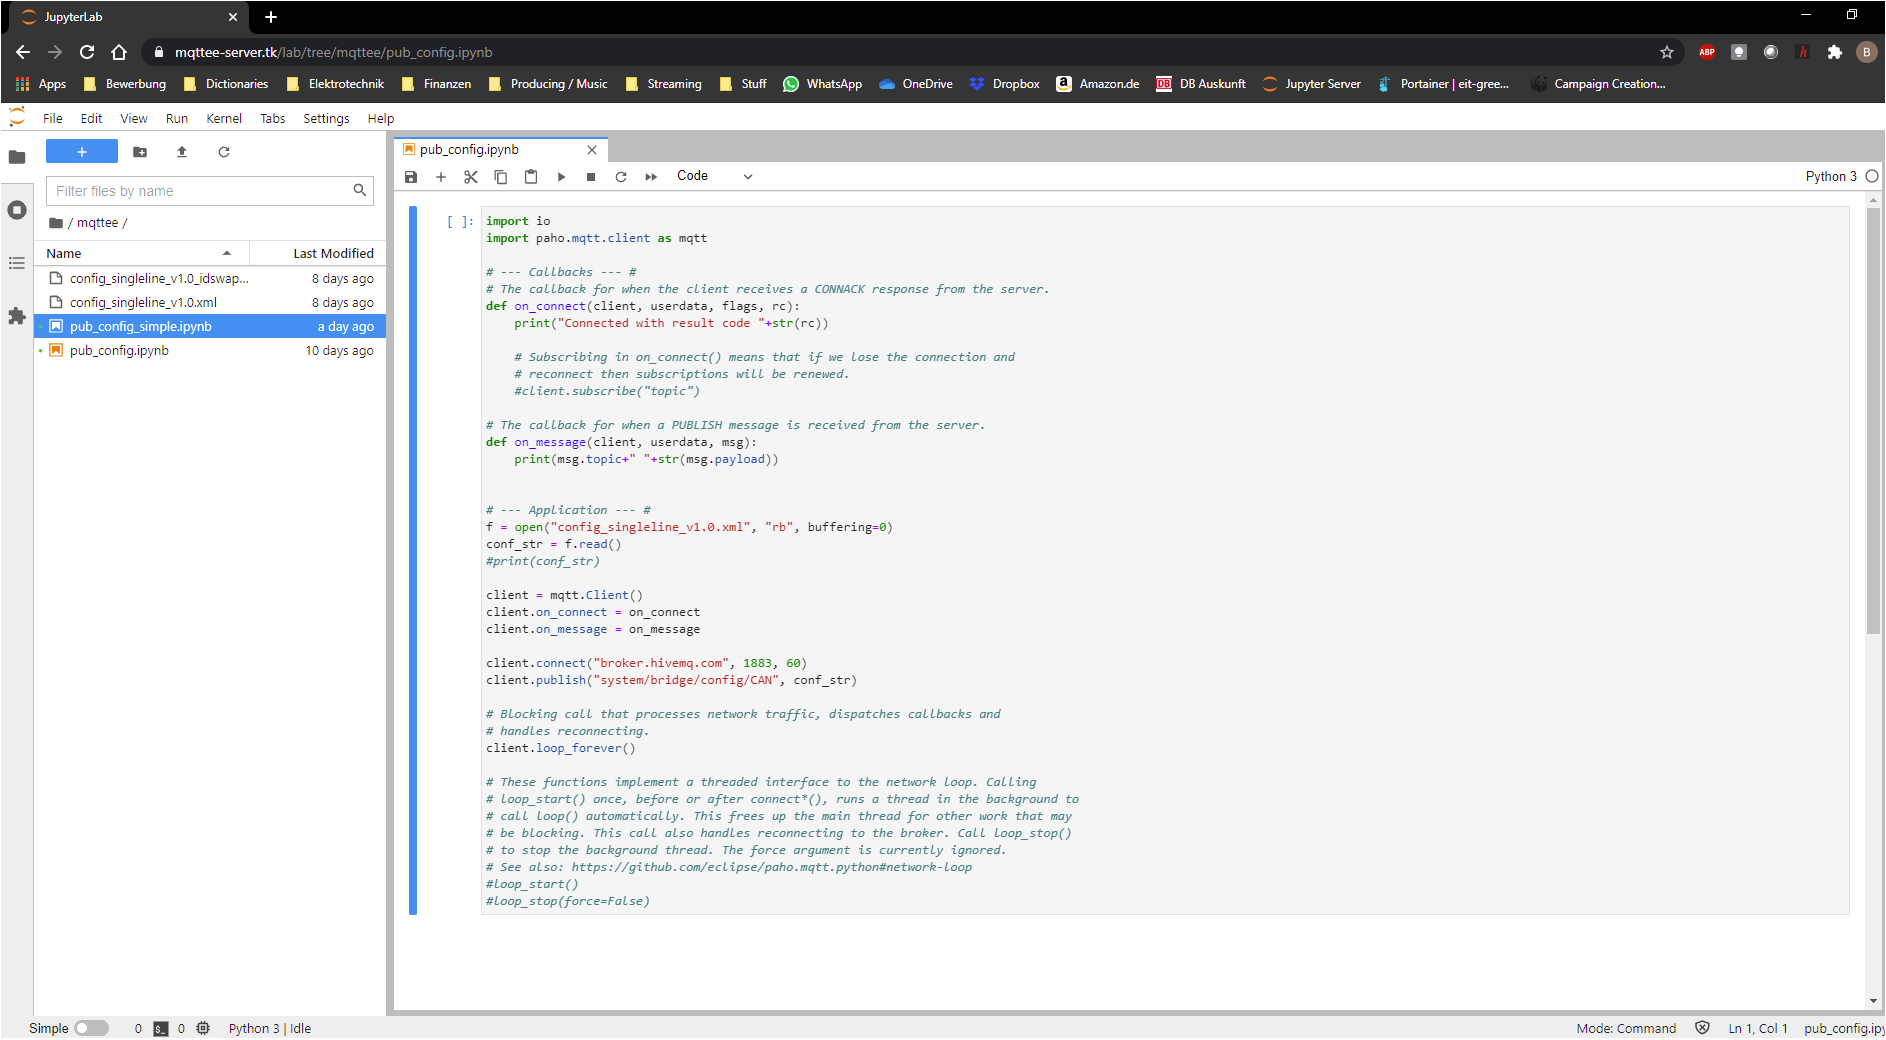 JupyterLab
mqttee-server.tk/lab/tree/mqttee/pub_config.ipynb
ABP
h
B
Apps Bewerbung Dictionaries Elektrotechnik Finanzen Producing / Music Streaming Stuff WhatsApp OneDrive Dropbox a Amazon.de DB DB Auskunft Jupyter Server Portainer | eit-gree... Campaign Creation...
File Edit View Run Kernel Tabs Settings Help
pub_config.ipynb
Code
Python 3
Filter files by name
/ mqttee /
Name Last Modified
config_singleline_v1.0_idswap... 8 days ago
config_singleline_v1.0.xml 8 days ago
pub_config_simple.ipynb a day ago
pub_config.ipynb 10 days ago
[ ]: import io
import paho.mqtt.client as mqtt
# --- Callbacks --- #
# The callback for when the client receives a CONNACK response from the server.
def on_connect(client, userdata, flags, rc):
    print("Connected with result code "+str(rc))
    # Subscribing in on_connect() means that if we lose the connection and
    # reconnect then subscriptions will be renewed.
    #client.subscribe("topic")
# The callback for when a PUBLISH message is received from the server.
def on_message(client, userdata, msg):
    print(msg.topic+" "+str(msg.payload))
# --- Application --- #
f = open("config_singleline_v1.0.xml", "rb", buffering=0)
conf_str = f.read()
#print(conf_str)
client = mqtt.Client()
client.on_connect = on_connect
client.on_message = on_message
client.connect("broker.hivemq.com", 1883, 60)
client.publish("system/bridge/config/CAN", conf_str)
# Blocking call that processes network traffic, dispatches callbacks and
# handles reconnecting.
client.loop_forever()
# These functions implement a threaded interface to the network loop. Calling
# loop_start() once, before or after connect*(), runs a thread in the background to
# call loop() automatically. This frees up the main thread for other work that may
# be blocking. This call also handles reconnecting to the broker. Call loop_stop()
# to stop the background thread. The force argument is currently ignored.
# See also: https://github.com/eclipse/paho.mqtt.python#network-loop
#loop_start()
#loop_stop(force=False)
Simple 0 $_ 0 Python 3 | Idle Mode: Command Ln 1, Col 1 pub_config.ipy